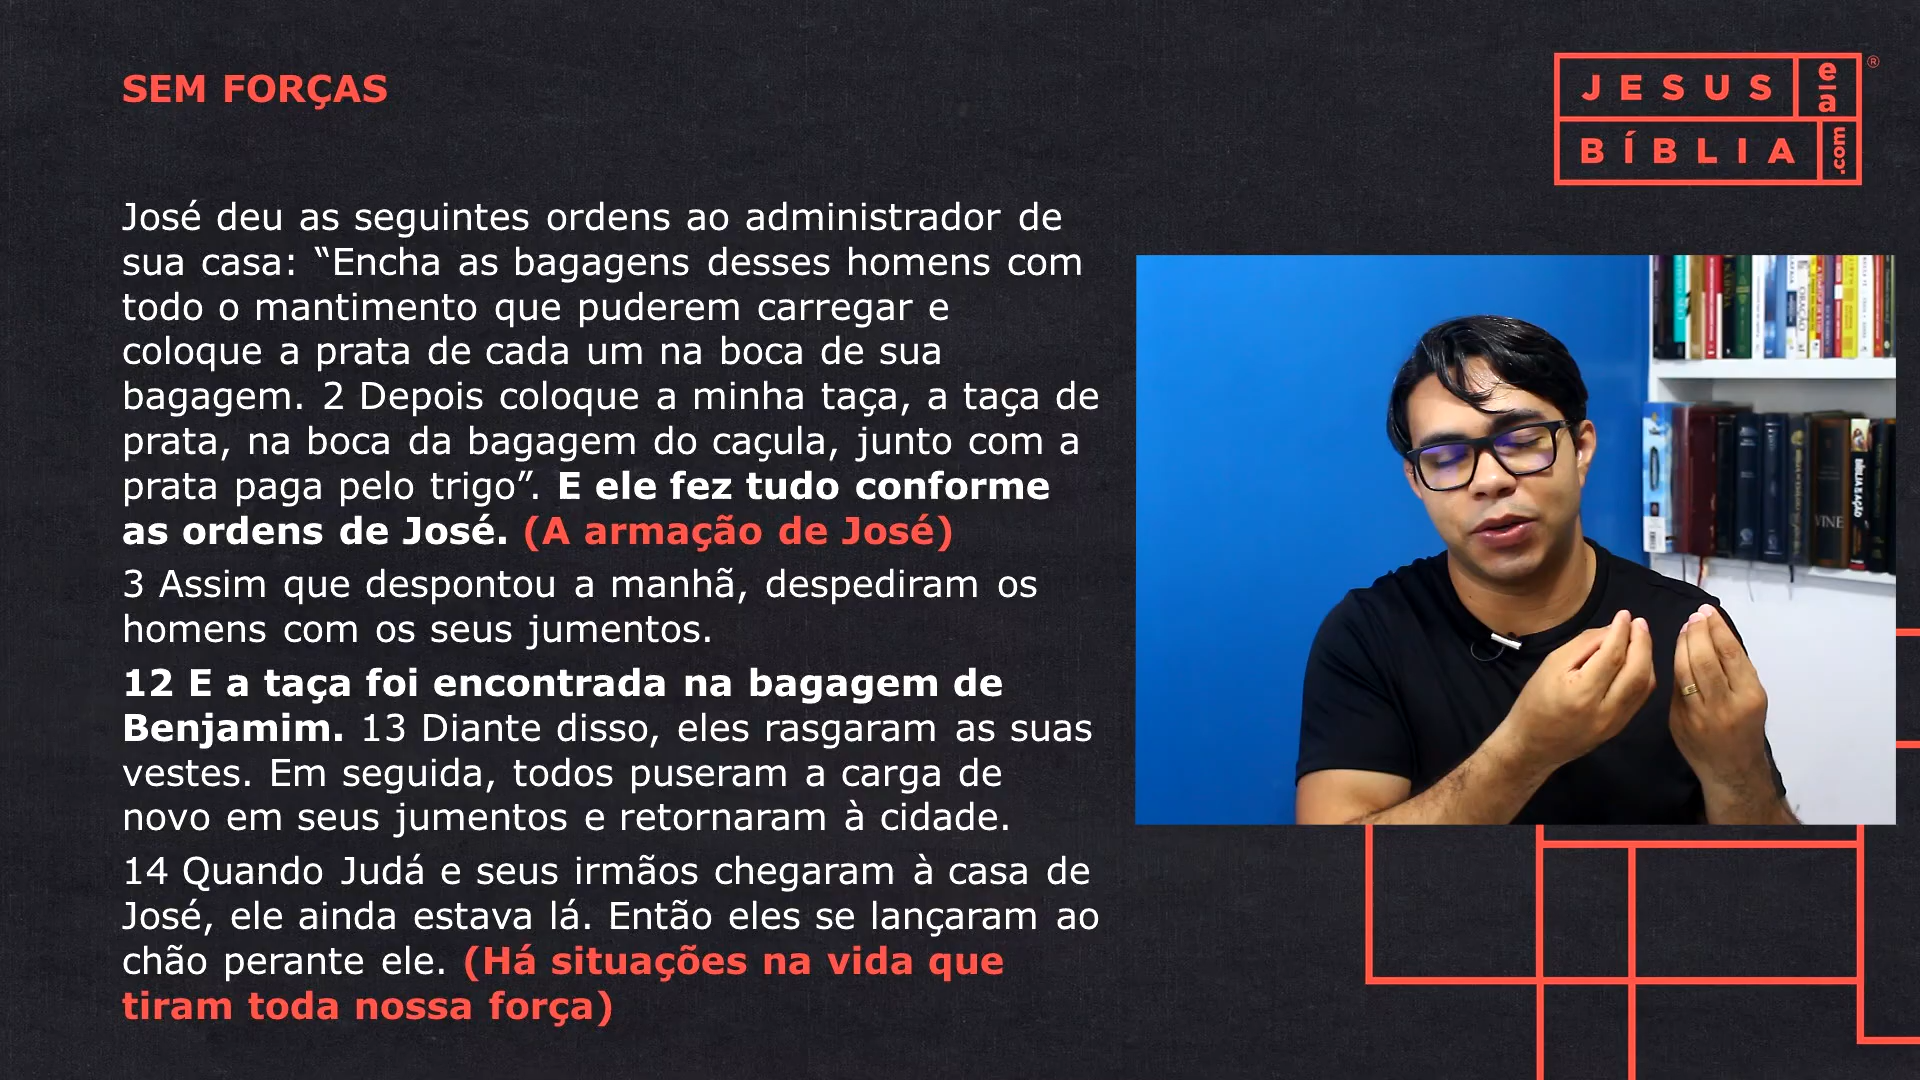 SEM FORÇAS
JESUS
e
a
®
BÍBLIA
.com
José deu as seguintes ordens ao administrador de
sua casa: “Encha as bagagens desses homens com
todo o mantimento que puderem carregar e
coloque a prata de cada um na boca de sua
bagagem. 2 Depois coloque a minha taça, a taça de
prata, na boca da bagagem do caçula, junto com a
prata paga pelo trigo”. E ele fez tudo conforme
as ordens de José. (A armação de José)
3 Assim que despontou a manhã, despediram os
homens com os seus jumentos.
12 E a taça foi encontrada na bagagem de
Benjamim. 13 Diante disso, eles rasgaram as suas
vestes. Em seguida, todos puseram a carga de
novo em seus jumentos e retornaram à cidade.
14 Quando Judá e seus irmãos chegaram à casa de
José, ele ainda estava lá. Então eles se lançaram ao
chão perante ele. (Há situações na vida que
tiram toda nossa força)
ORAÇÃO
VINE